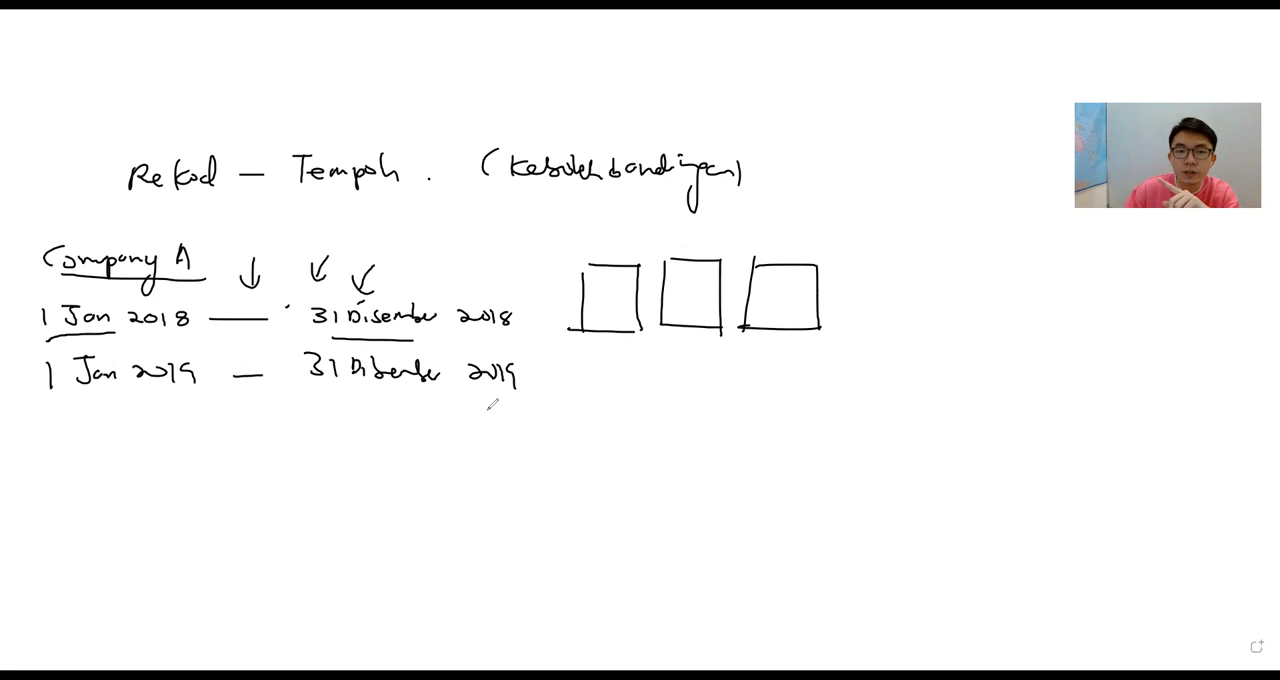 Rekod — Tempoh. (Kebolehbandingan)
Company A
1 Jan 2018 — 31 Disember 2018
1 Jan 2019 — 31 Disember 2019